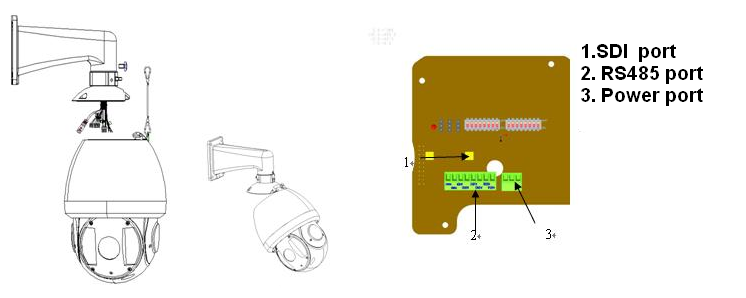 1.SDI port
2. RS485 port
3. Power port
1
2
3